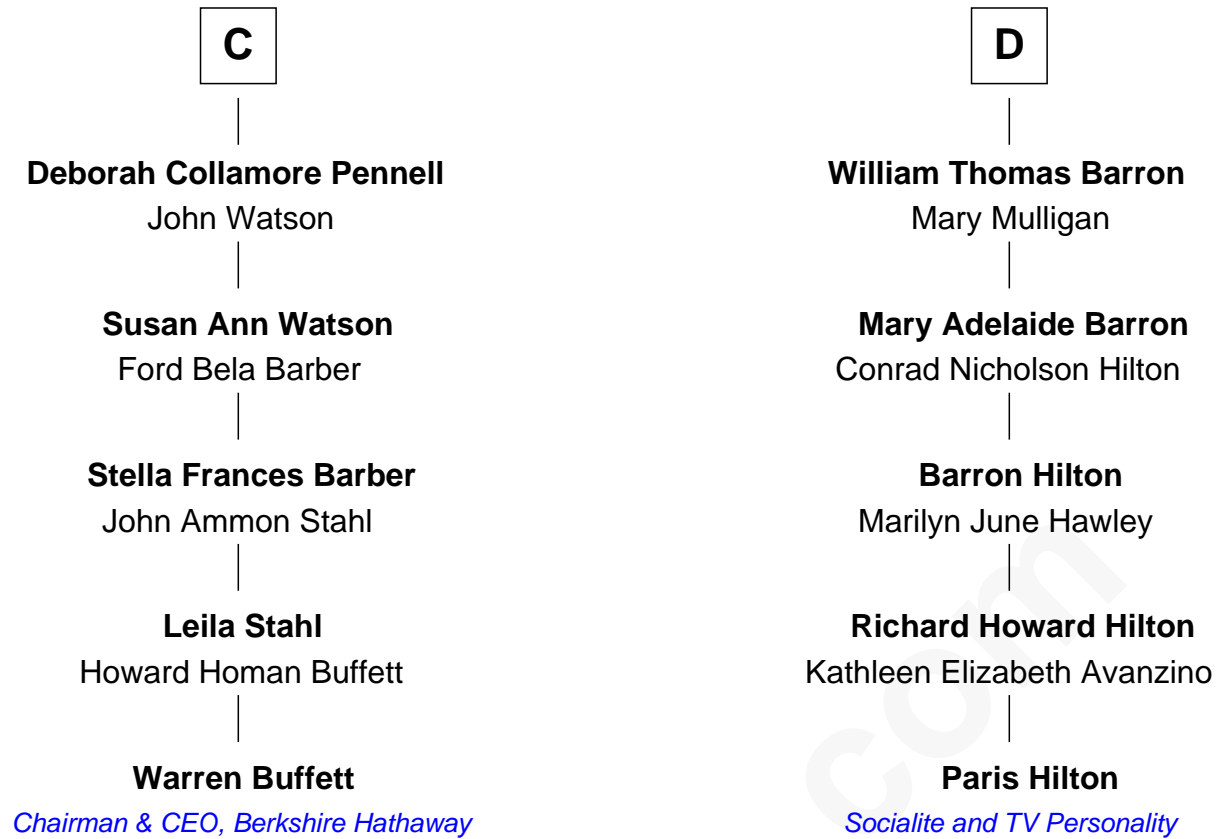 C
Deborah Collamore Pennell
John Watson
Susan Ann Watson
Ford Bela Barber
Stella Frances Barber
John Ammon Stahl
Leila Stahl
Howard Homan Buffett
Warren Buffett
Chairman & CEO, Berkshire Hathaway
D
William Thomas Barron
Mary Mulligan
Mary Adelaide Barron
Conrad Nicholson Hilton
Barron Hilton
Marilyn June Hawley
Richard Howard Hilton
Kathleen Elizabeth Avanzino
Paris Hilton
Socialite and TV Personality
com